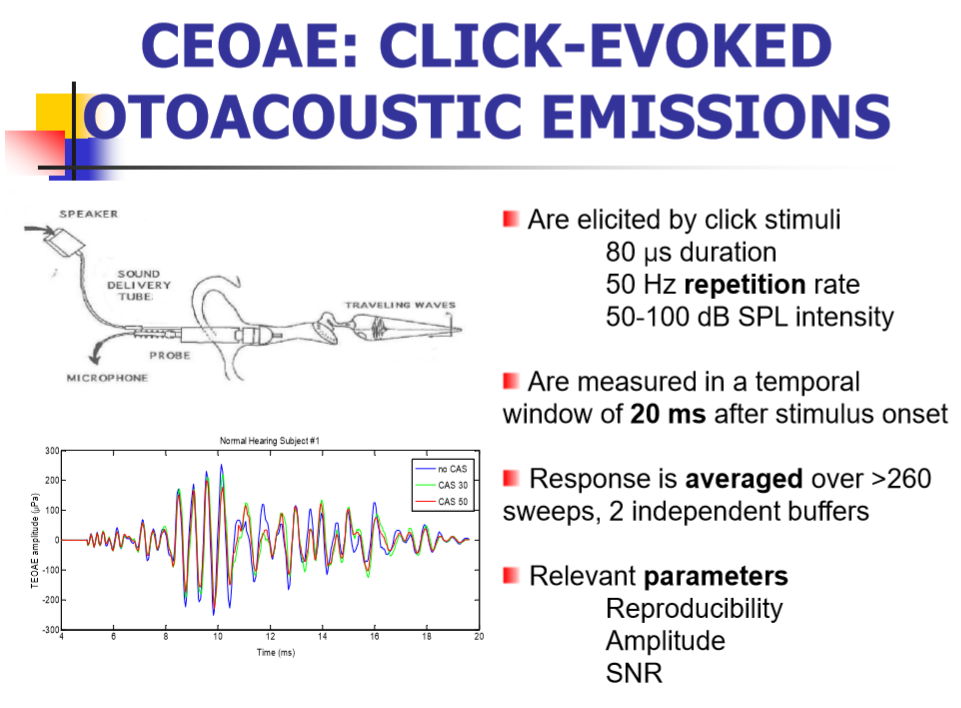 CEOAE: CLICK-EVOKED
OTOACOUSTIC EMISSIONS
SPEAKER
SOUND
DELIVERY
TUBE
TRAVELING WAVES
PROBE
MICROPHONE
Normal Hearing Subject #1
TEOAE amplitude (μPa)
300
200
100
0
-100
-200
-300
no CAS
CAS 30
CAS 50
4 6 8 10 12 14 16 18 20
Time (ms)
Are elicited by click stimuli
80 μs duration
50 Hz repetition rate
50-100 dB SPL intensity
Are measured in a temporal
window of 20 ms after stimulus onset
Response is averaged over >260
sweeps, 2 independent buffers
Relevant parameters
Reproducibility
Amplitude
SNR